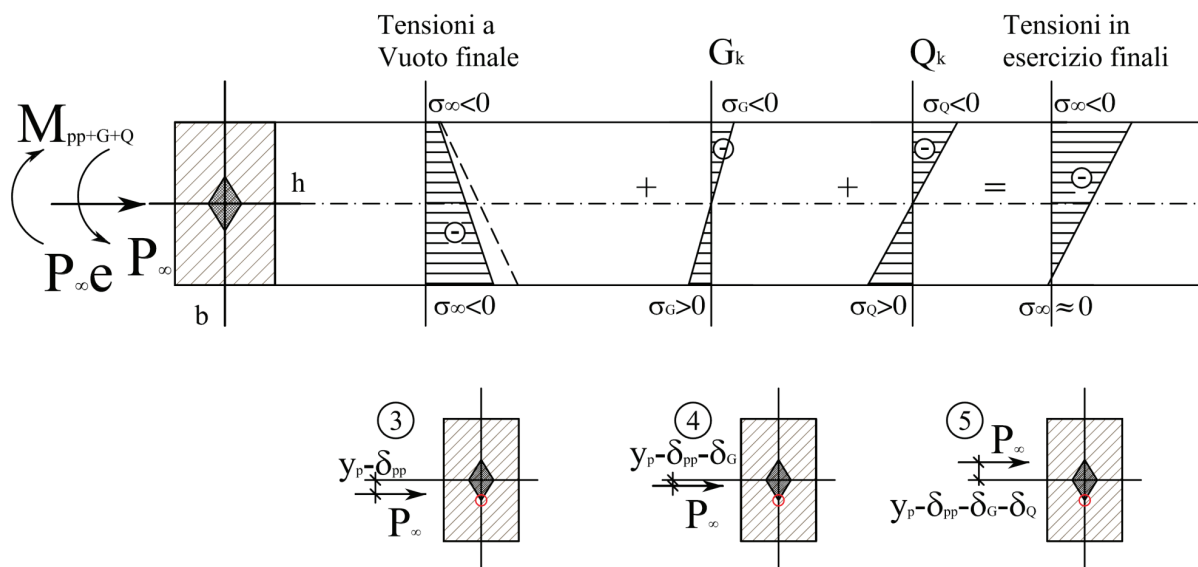 Tensioni a
Vuoto finale
Gk
Qk
Tensioni in
esercizio finali
σ∞<0
σG<0
σQ<0
σ∞<0
Mpp+G+Q
h
+
+
=
-
-
-
-
P∞e
P∞
b
σ∞<0
σG>0
σQ>0
σ∞≈0
3
4
5
yp-δpp
P∞
yp-δpp-δG
P∞
P∞
yp-δpp-δG-δQ